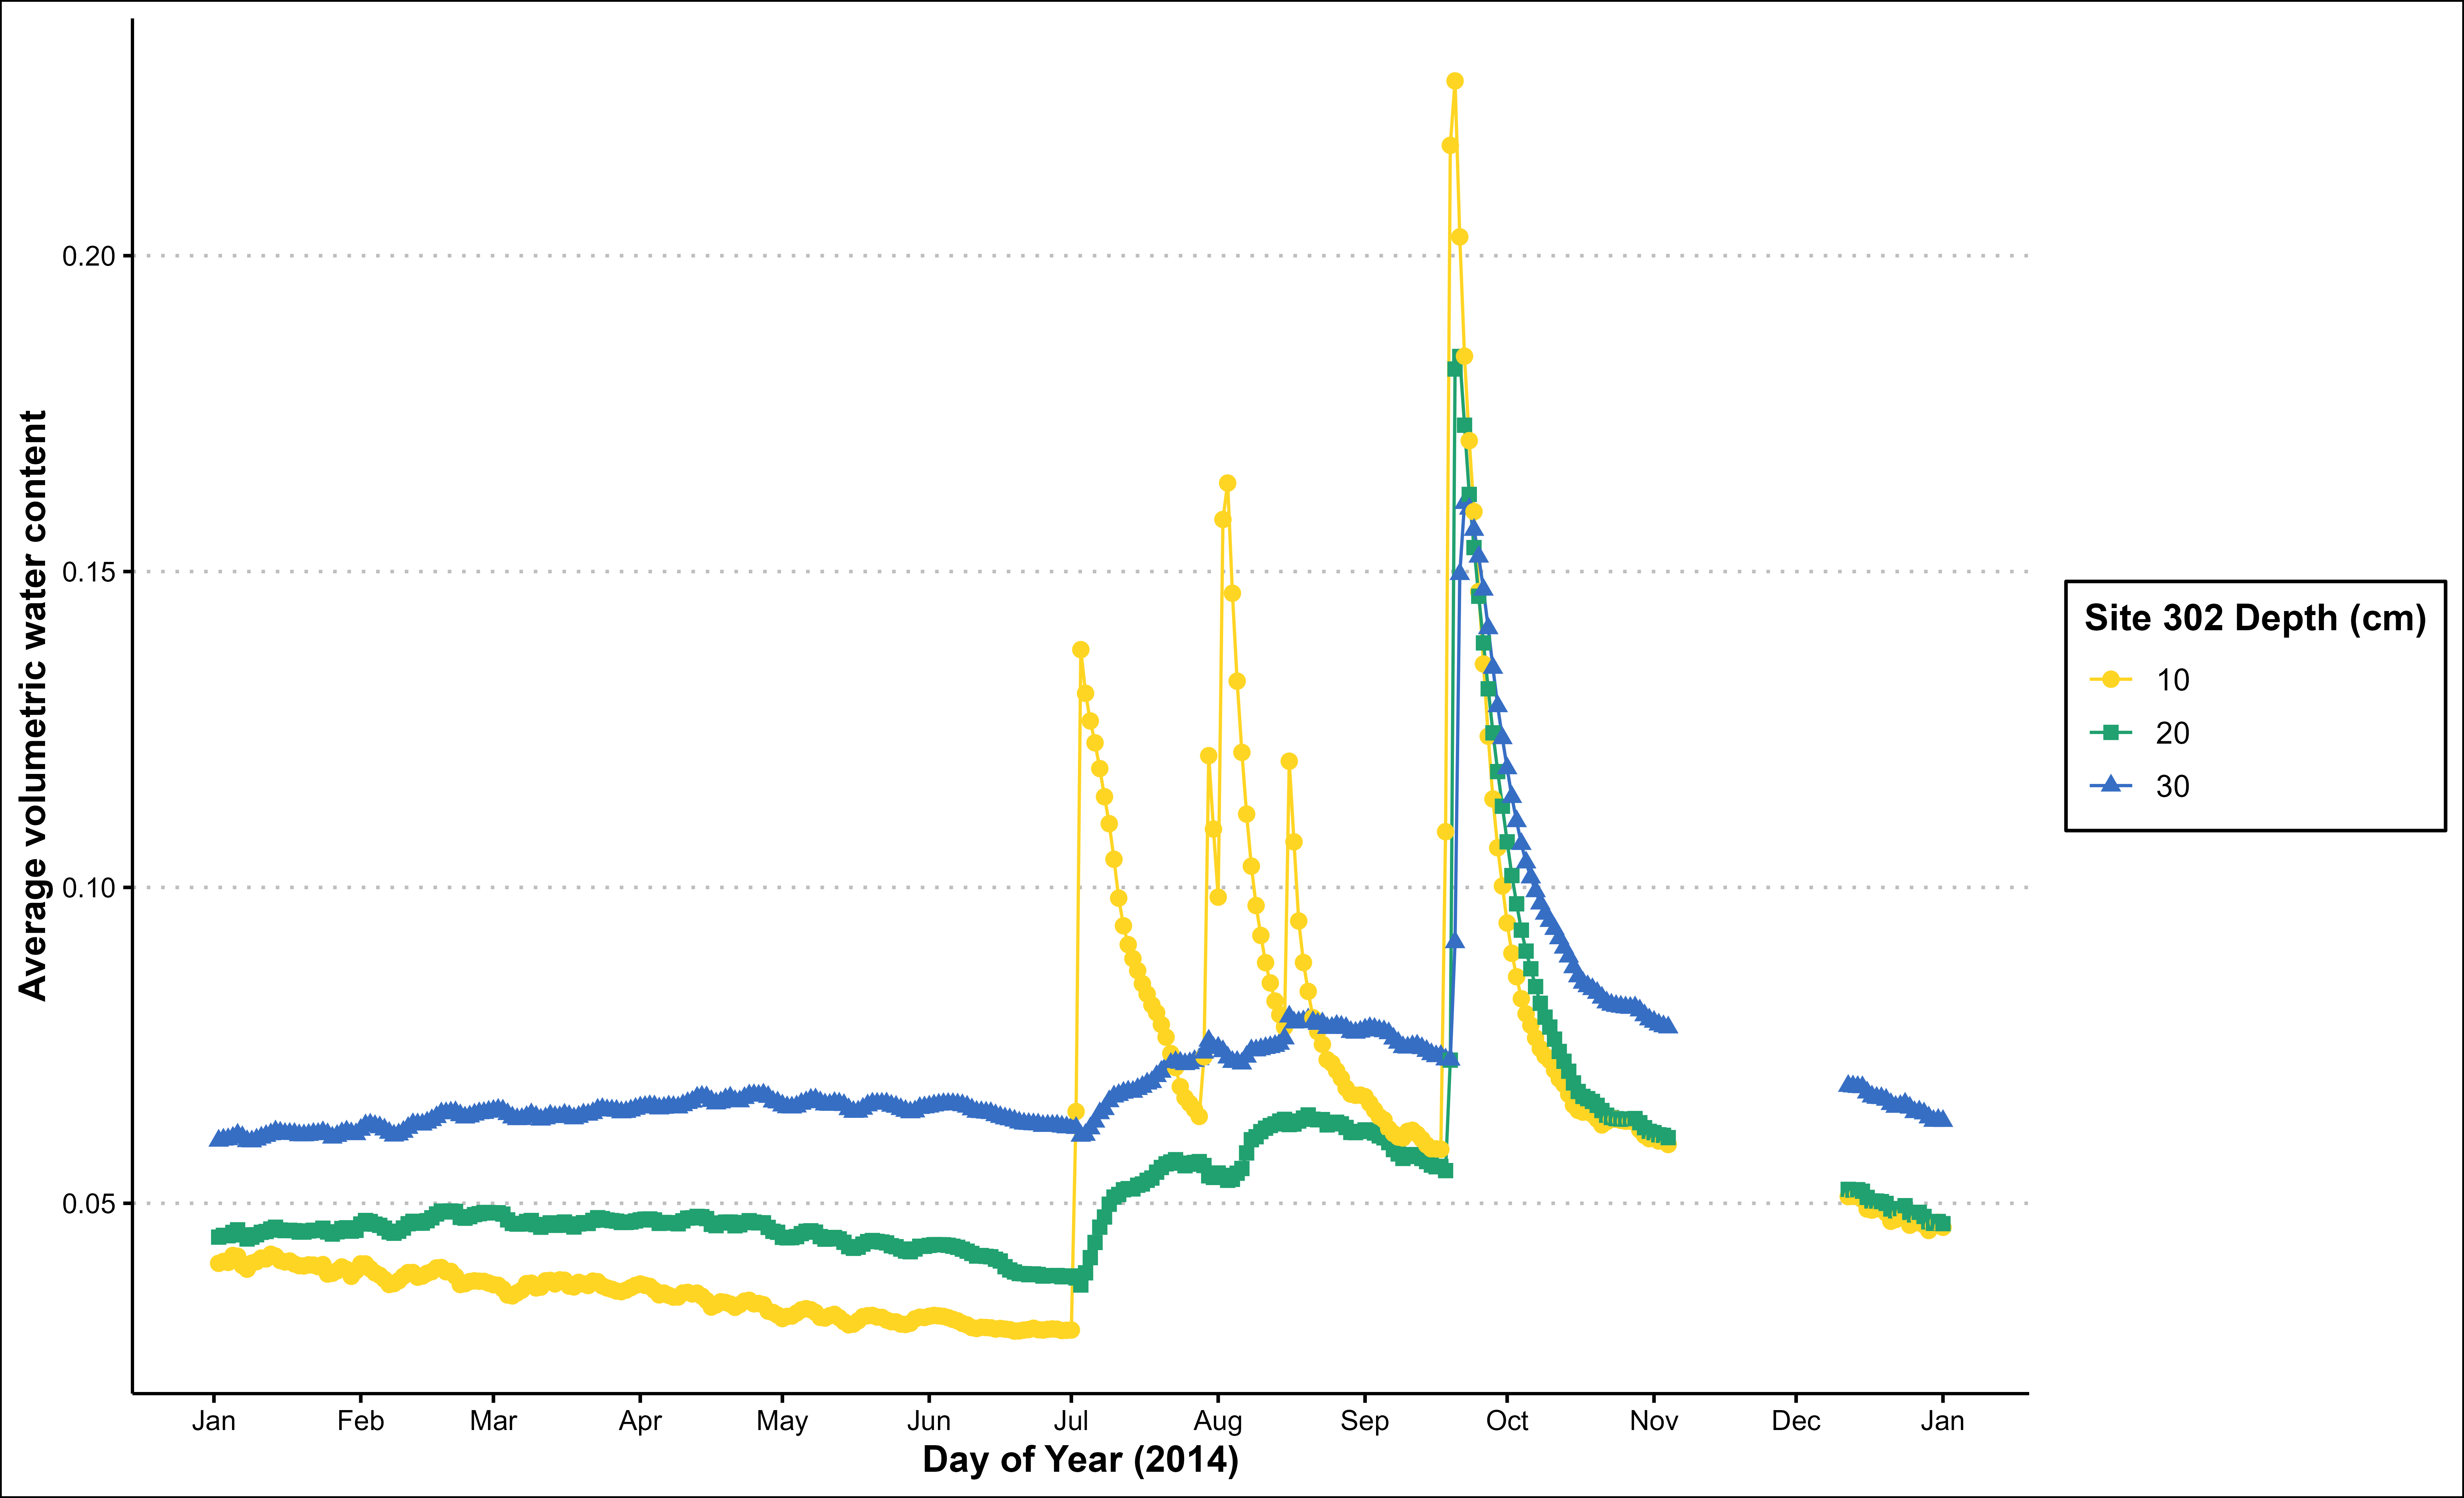 Average volumetric water content
0.20
0.15
0.10
0.05
Jan Feb Mar Apr May Jun Jul Aug Sep Oct Nov Dec Jan
Day of Year (2014)
Site 302 Depth (cm)
10
20
30